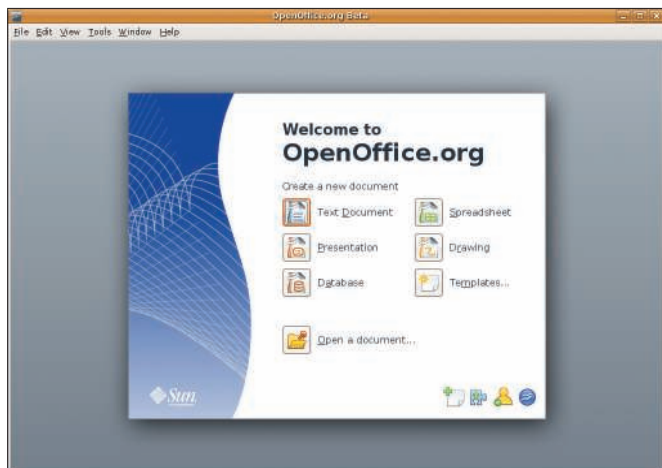 OpenOffice.org Beta
File Edit View Tools Window Help
Welcome to
OpenOffice.org
Create a new document
Text Document
Spreadsheet
Presentation
Drawing
Database
Templates...
Open a document...
Sun